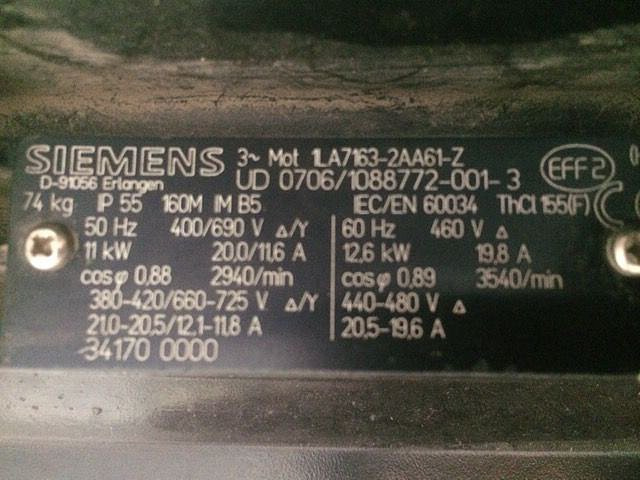 SIEMENS 3~ Mot 1LA7163-2AA61-Z
D-91056 Erlangen UD 0706/1088772-001-3 EFF2
74 kg IP 55 160M IM B5 IEC/EN 60034 ThCl 155(F)
50 Hz 400/690 V Δ/Y 60 Hz 460 V Δ
11 kW 20,0/11,6 A 12,6 kW 19,8 A
cosφ 0,88 2940/min cosφ 0,89 3540/min
380-420/660-725 V Δ/Y 440-480 V Δ
21,0-20,5/12,1-11,8 A 20,5-19,6 A
-34170 0000